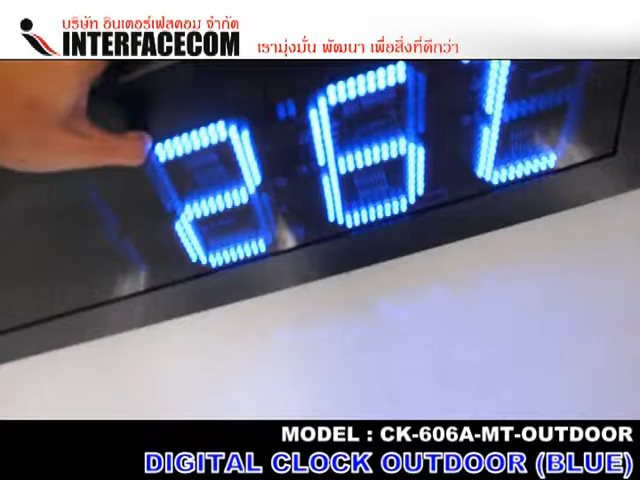 บริษัท อินเตอร์เฟสคอม จำกัด
INTERFACECOM
เรามุ่งมั่น พัฒนา เพื่อสิ่งที่ดีกว่า
26L
MODEL : CK-606A-MT-OUTDOOR
DIGITAL CLOCK OUTDOOR (BLUE)